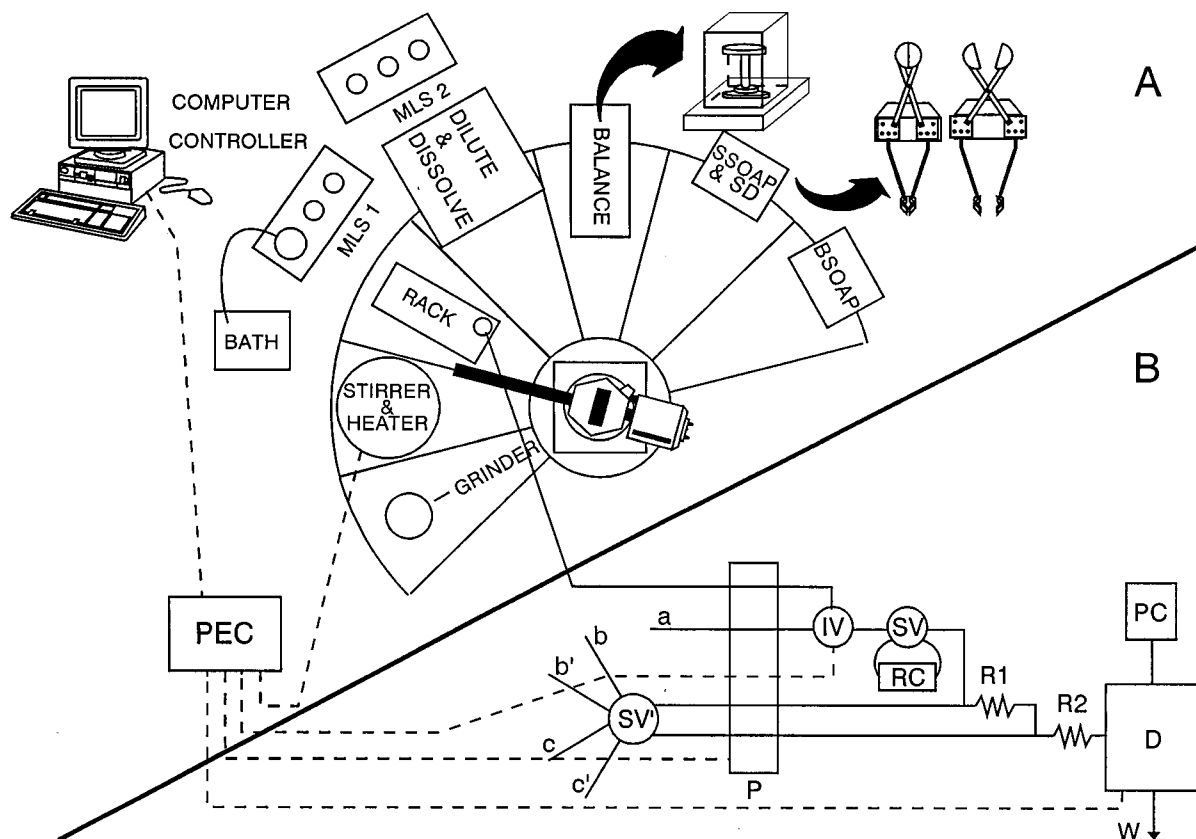 A
COMPUTER
CONTROLLER
MLS 2
DILUTE
&
DISSOLVE
BALANCE
SSOAP
& SD
BSOAP
MLS 1
BATH
RACK
STIRRER
&
HEATER
GRINDER
B
PEC
a
IV
SV
RC
PC
b
b'
SV'
c
c'
R1
R2
D
P
W